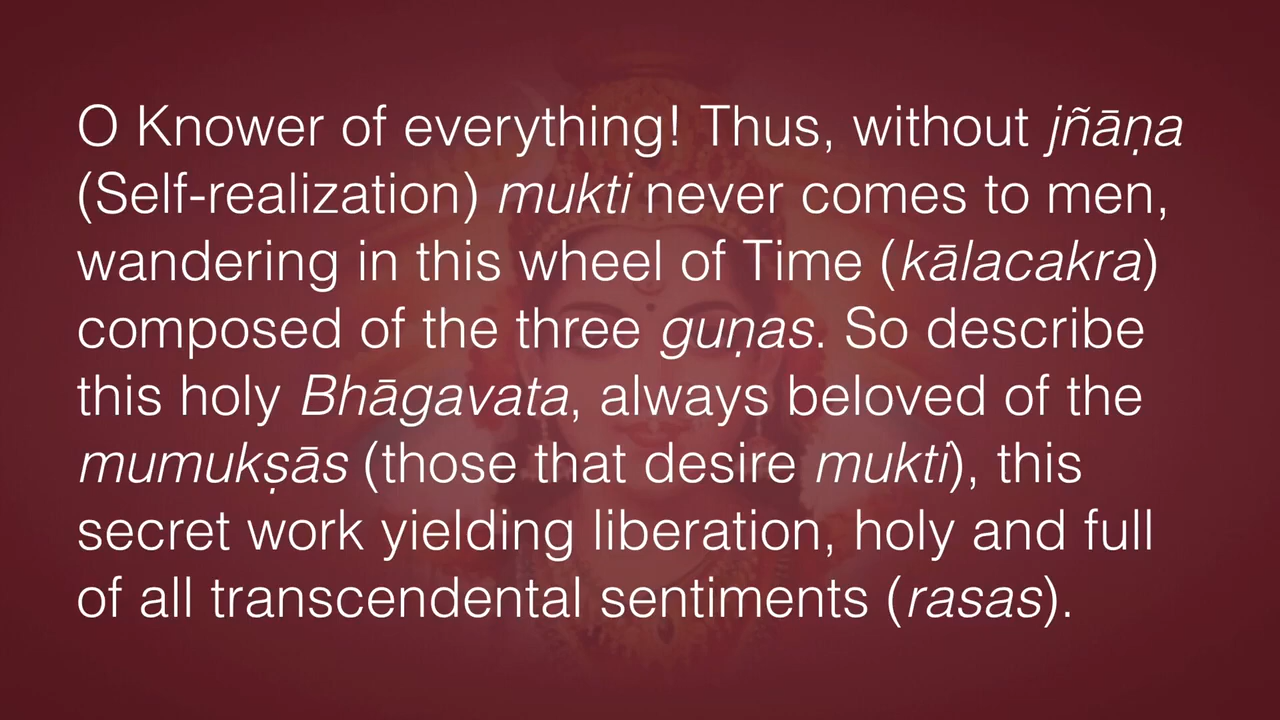 O Knower of everything! Thus, without jñāṇa
(Self-realization) mukti never comes to men,
wandering in this wheel of Time (kālacakra)
composed of the three guṇas. So describe
this holy Bhāgavata, always beloved of the
mumukṣās (those that desire mukti), this
secret work yielding liberation, holy and full
of all transcendental sentiments (rasas).